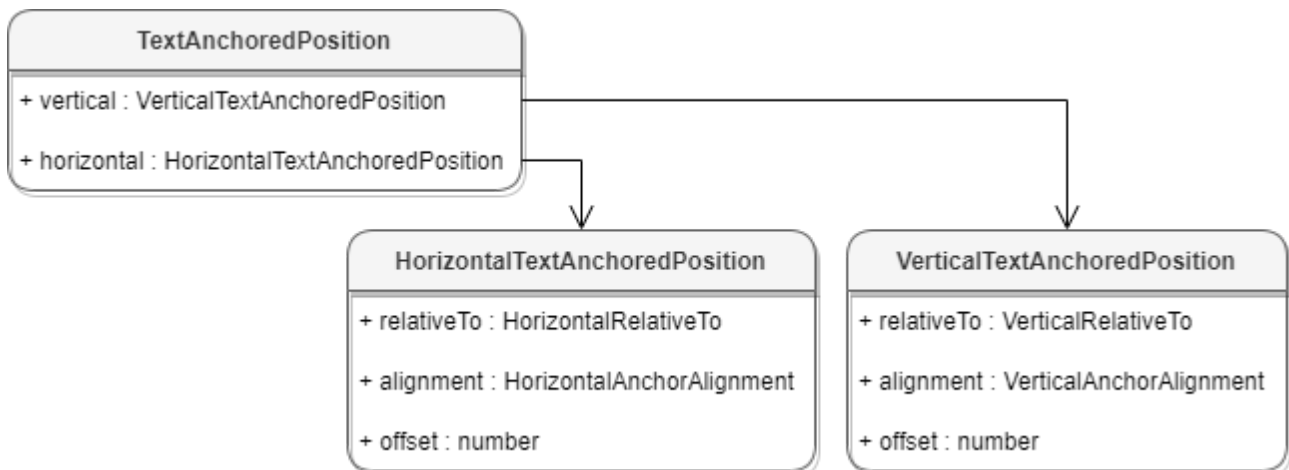 TextAnchoredPosition
+ vertical : VerticalTextAnchoredPosition
+ horizontal : HorizontalTextAnchoredPosition
HorizontalTextAnchoredPosition
+ relativeTo : HorizontalRelativeTo
+ alignment : HorizontalAnchorAlignment
+ offset : number
VerticalTextAnchoredPosition
+ relativeTo : VerticalRelativeTo
+ alignment : VerticalAnchorAlignment
+ offset : number